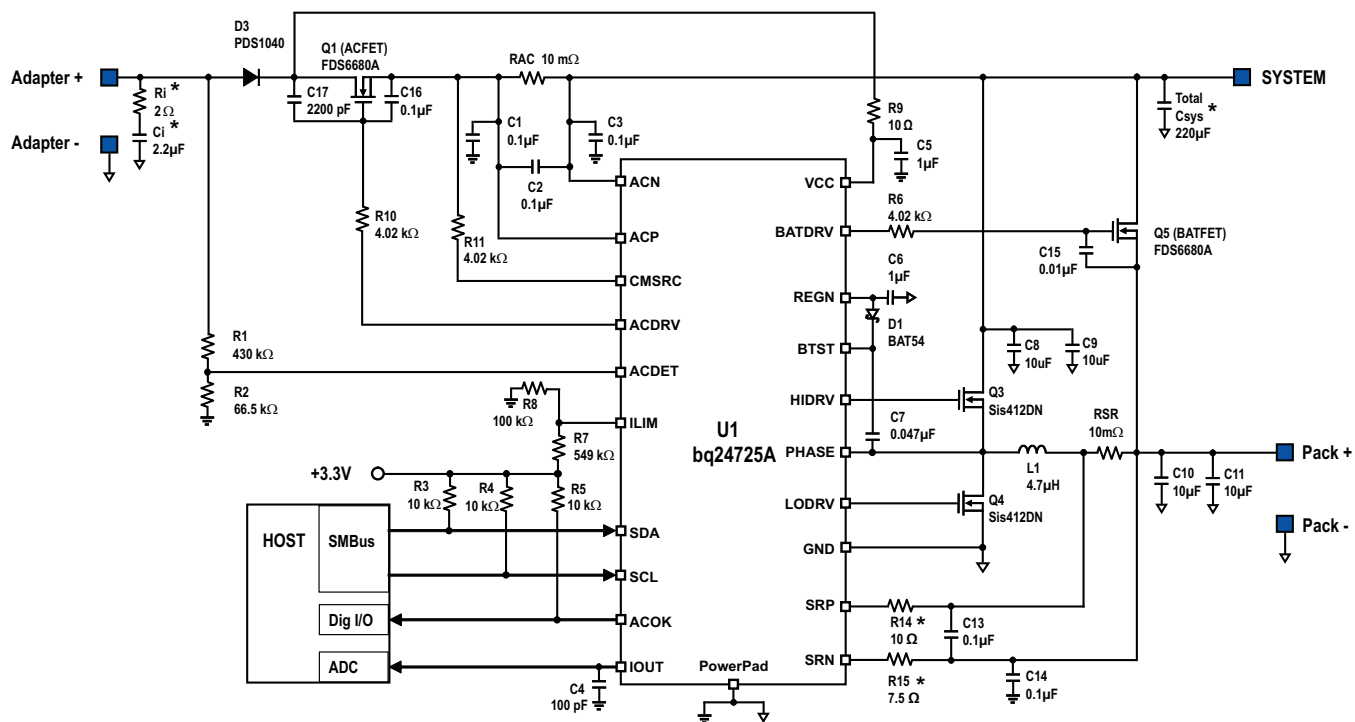 D3
PDS1040
Q1 (ACFET)
FDS6680A
RAC 10 mΩ
Adapter +
SYSTEM
Ri *
2Ω
Ci *
2.2µF
Adapter -
C17
2200 pF
C16
0.1µF
R9
10 Ω
Total
Csys *
220µF
C1
0.1µF
C3
0.1µF
C2
0.1µF
C5
1µF
ACN
VCC
R10
4.02 kΩ
R11
4.02 kΩ
R6
4.02 kΩ
ACP
BATDRV
Q5 (BATFET)
FDS6680A
C15
0.01µF
CMSRC
C6
1µF
REGN
ACDRV
D1
BAT54
R1
430 kΩ
BTST
C8
10uF
C9
10uF
ACDET
R2
66.5 kΩ
R8
100 kΩ
HIDRV
Q3
Sis412DN
ILIM
U1
bq24725A
C7
0.047µF
RSR
10mΩ
R7
549 kΩ
PHASE
L1
4.7µH
Pack +
+3.3V
R3
10 kΩ
R4
10 kΩ
R5
10 kΩ
C10
10µF
C11
10µF
LODRV
Q4
Sis412DN
HOST
SMBus
SDA
GND
Pack -
SCL
SRP
R14 *
10 Ω
C13
0.1µF
Dig I/O
ACOK
ADC
IOUT
PowerPad
SRN
R15 *
7.5 Ω
C14
0.1µF
C4
100 pF